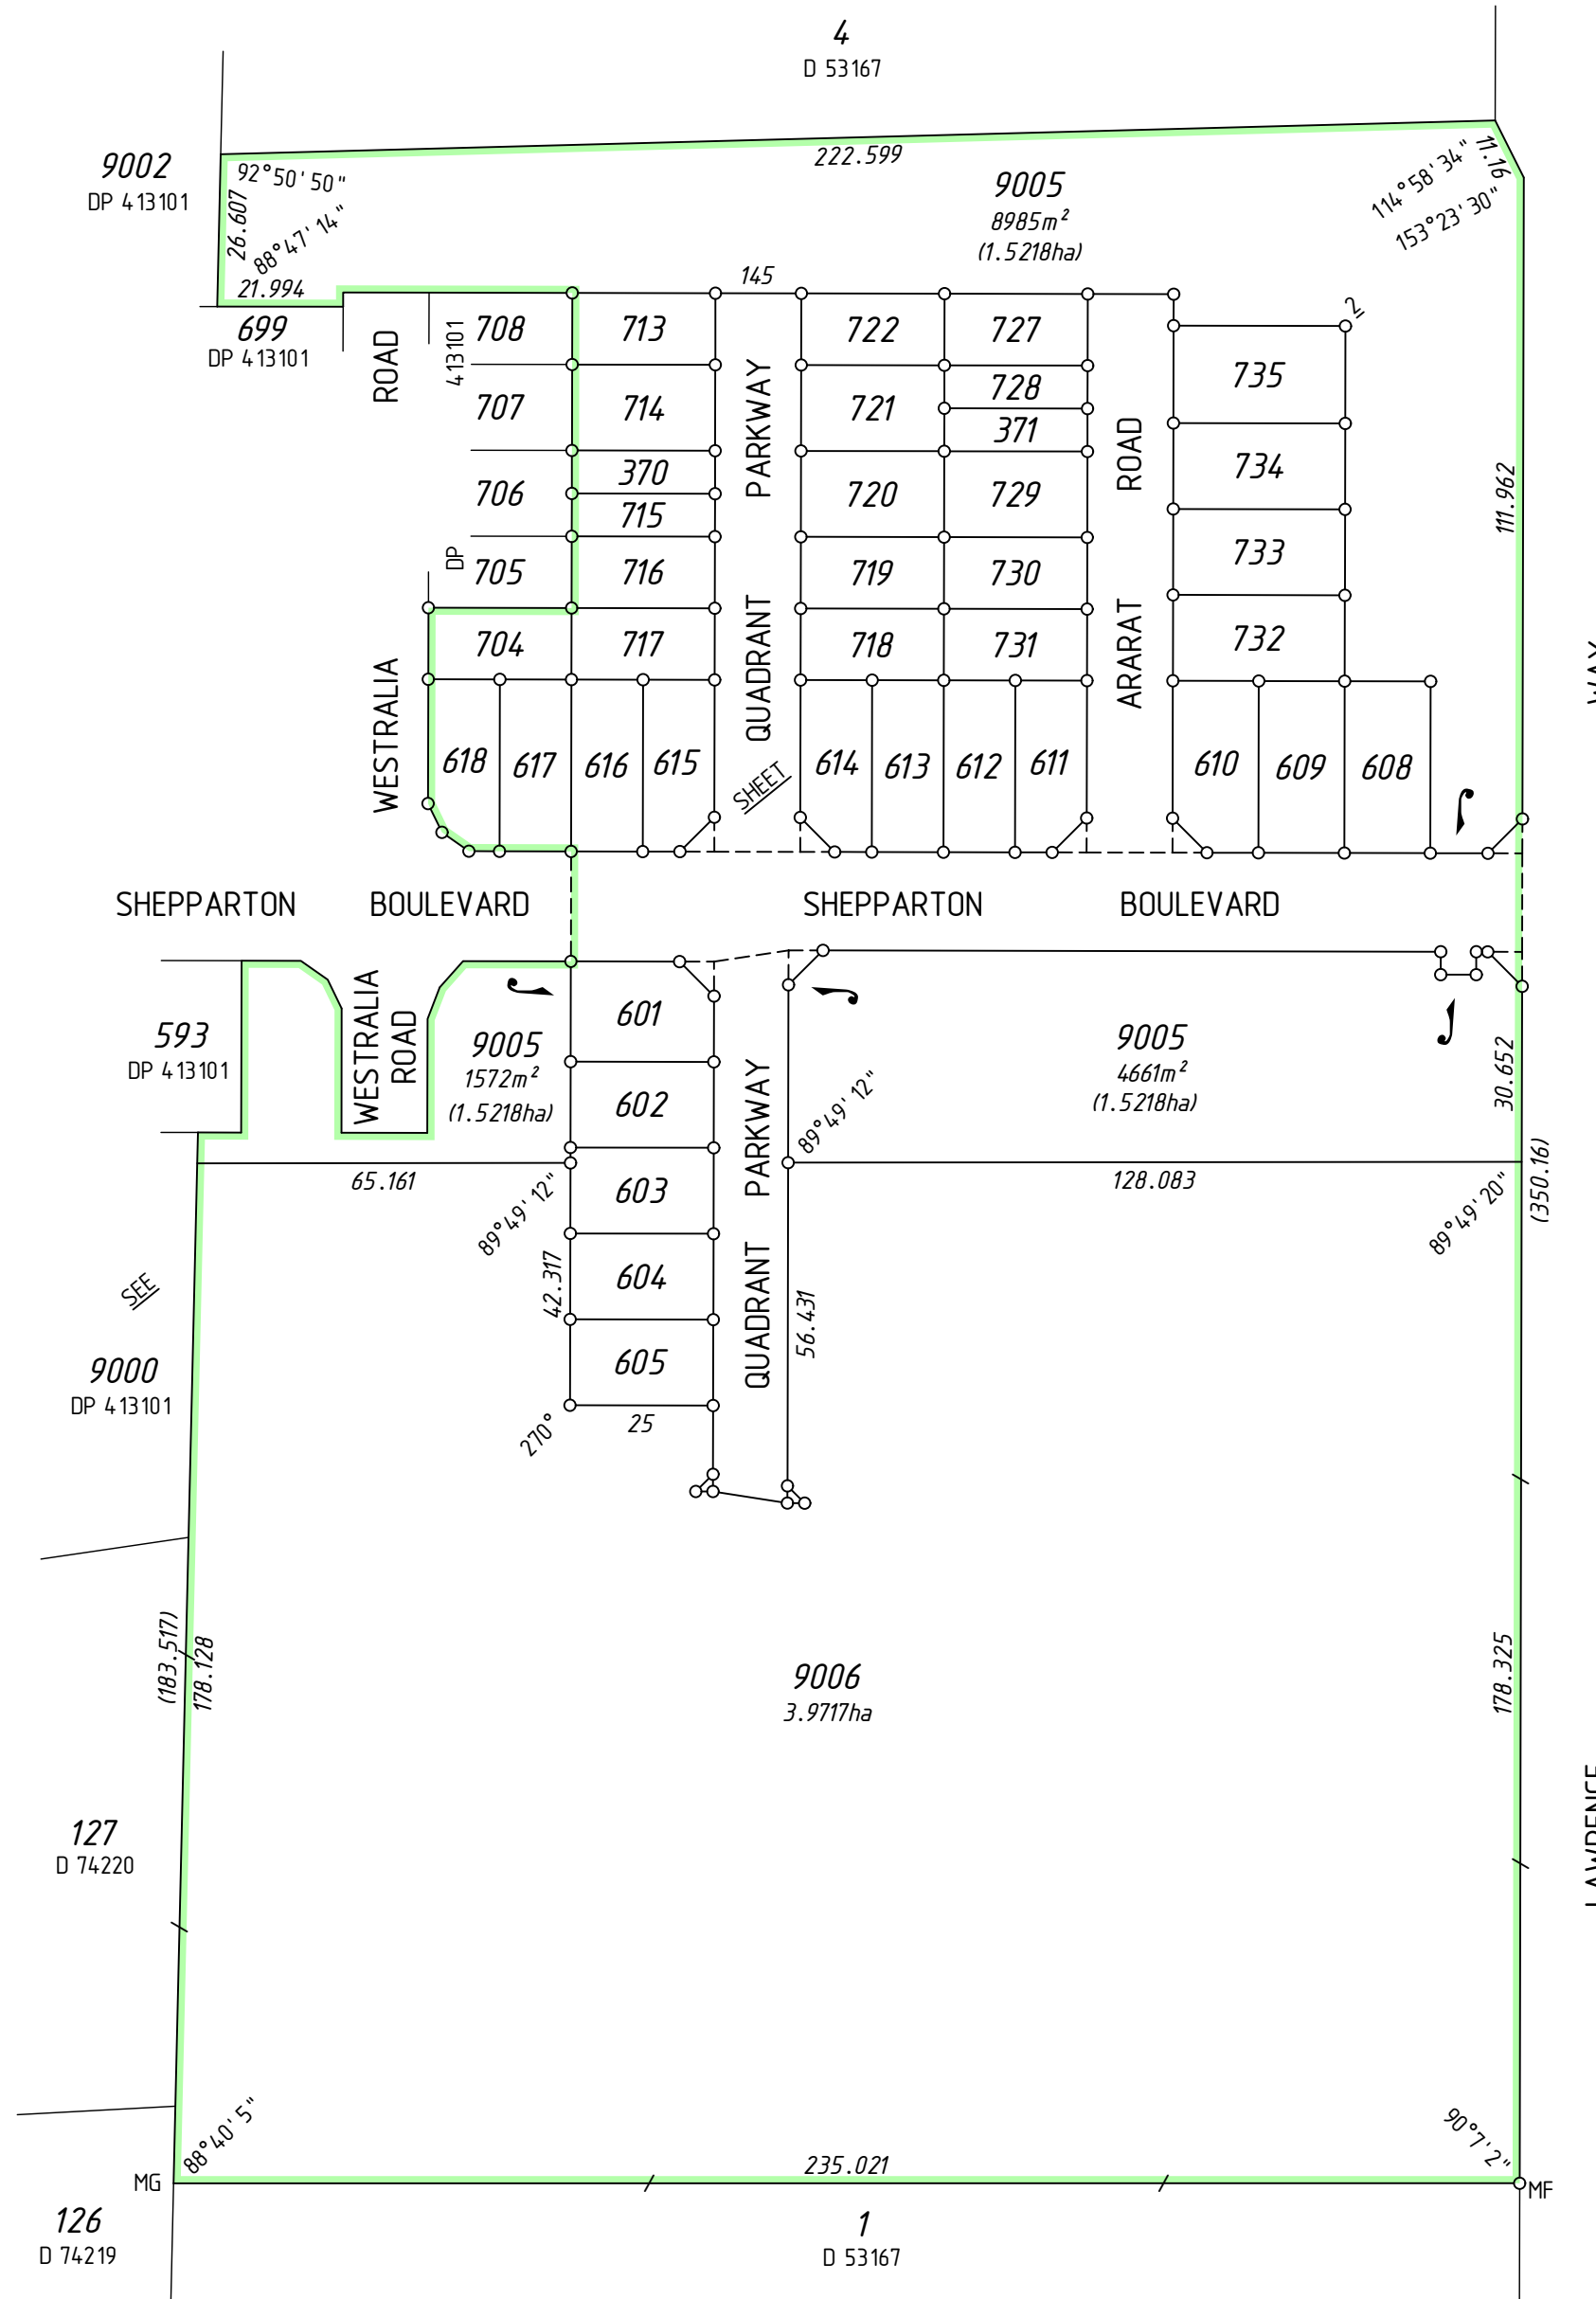 4
D 53167
9002
DP 413101
92°50'50"
222.599
11.16
114°58'34"
153°23'30"
26.607
88°47'14"
21.994
9005
8985m²
(1.5218ha)
145
699
DP 413101
ROAD
DP 413101
708
713
722
727
2
735
707
714
721
728
371
PARKWAY
ROAD
370
734
706
715
720
729
111.962
705
716
719
730
733
704
717
718
731
732
WESTRALIA
QUADRANT
ARARAT
WAY
618
617
616
615
SHEET
614
613
612
611
610
609
608
SHEPPARTON BOULEVARD
SHEPPARTON BOULEVARD
593
DP 413101
WESTRALIA
ROAD
9005
1572m²
(1.5218ha)
601
602
603
604
605
PARKWAY
QUADRANT
89°49'12"
9005
4661m²
(1.5218ha)
30.652
(350.16)
65.161
89°49'12"
128.083
89°49'20"
42.317
56.431
SEE
9000
DP 413101
270°
25
(183.517)
178.128
9006
3.9717ha
178.325
127
D 74220
LAWRENCE
88°40'5"
90°7'2"
MG
235.021
MF
126
D 74219
1
D 53167